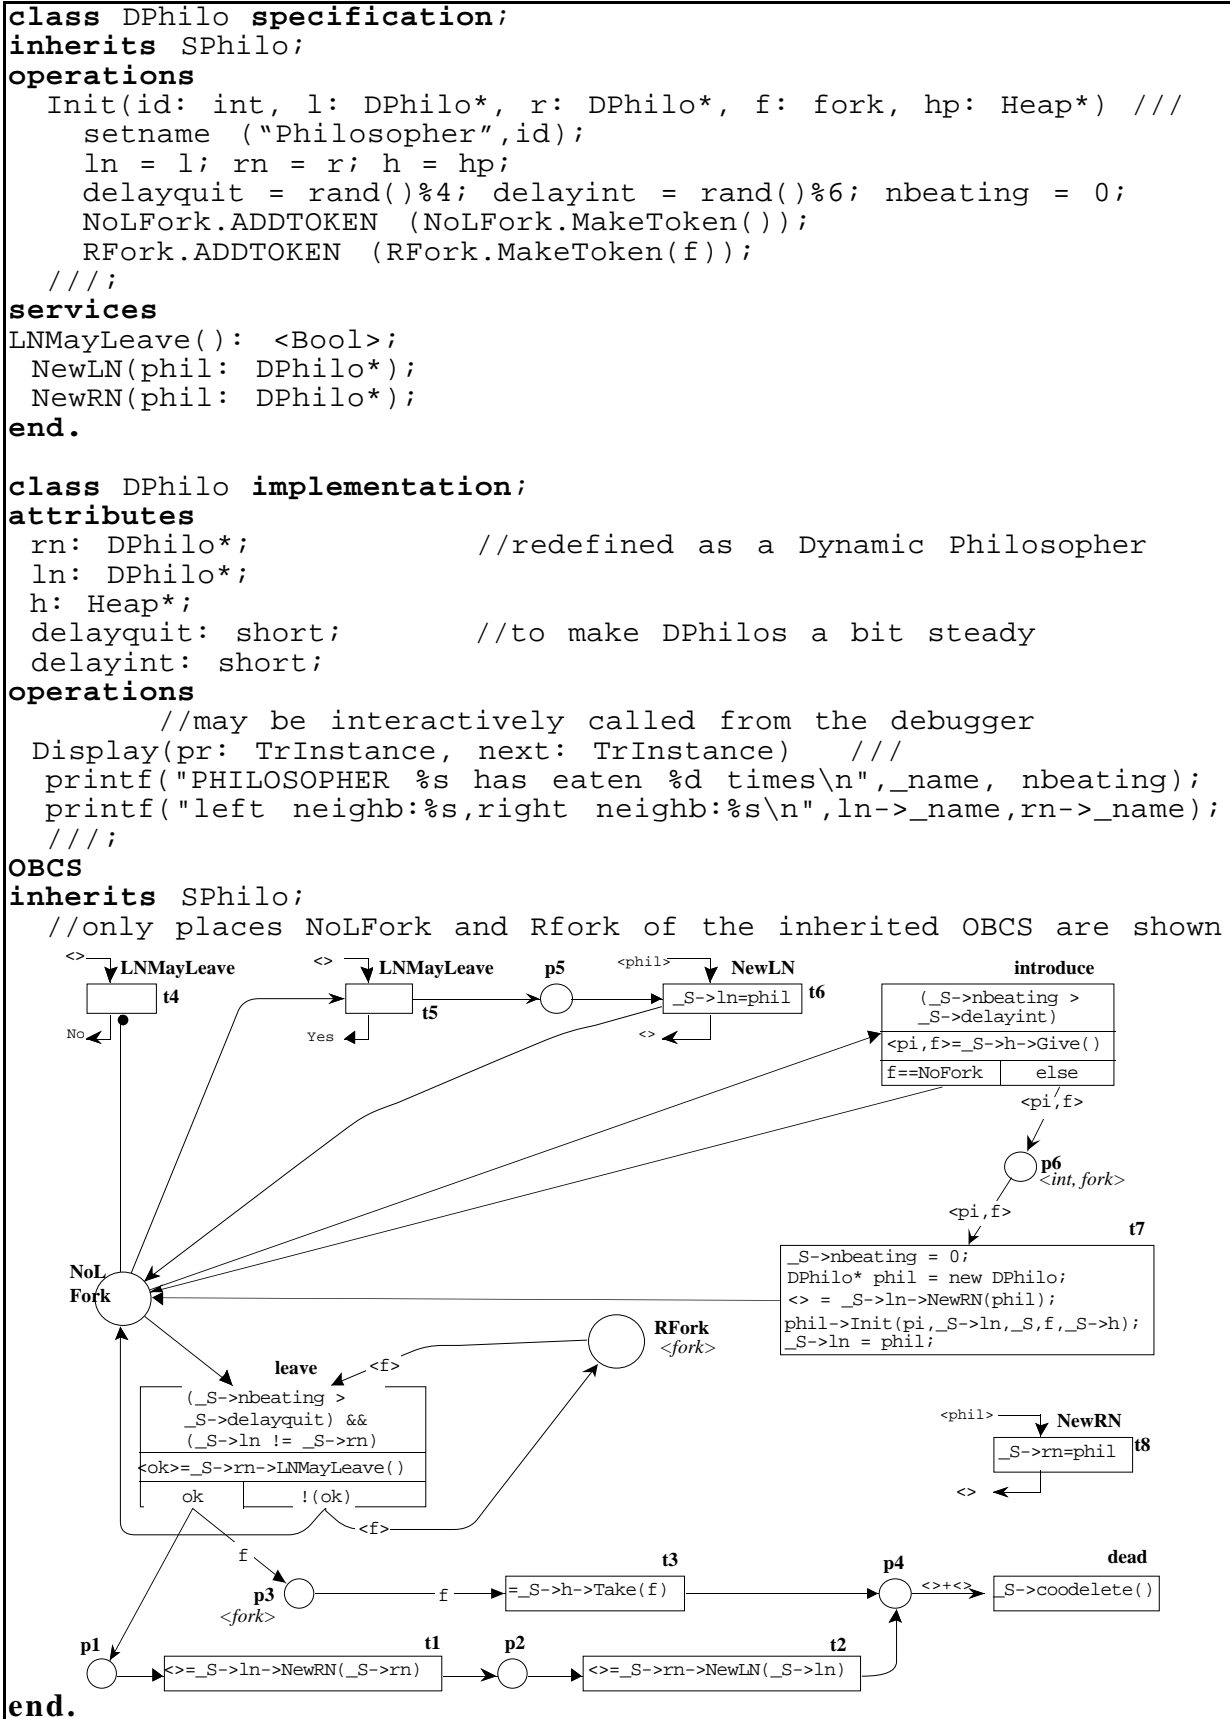 class DPhilo specification;
inherits SPhilo;
operations
Init(id: int, l: DPhilo*, r: DPhilo*, f: fork, hp: Heap*) ///
setname (“Philosopher”,id);
ln = l; rn = r; h = hp;
delayquit = rand()%4; delayint = rand()%6; nbeating = 0;
NoLFork.ADDTOKEN (NoLFork.MakeToken());
RFork.ADDTOKEN (RFork.MakeToken(f));
///;
services
LNMayLeave(): <Bool>;
NewLN(phil: DPhilo*);
NewRN(phil: DPhilo*);
end.
class DPhilo implementation;
attributes
rn: DPhilo*; //redefined as a Dynamic Philosopher
ln: DPhilo*;
h: Heap*;
delayquit: short; //to make DPhilos a bit steady
delayint: short;
operations
//may be interactively called from the debugger
Display(pr: TrInstance, next: TrInstance) ///
printf("PHILOSOPHER %s has eaten %d times\n",_name, nbeating);
printf("left neighb:%s,right neighb:%s\n",ln->_name,rn->_name);
///;
OBCS
inherits SPhilo;
//only places NoLFork and Rfork of the inherited OBCS are shown
<> LNMayLeave
t4
No
<> LNMayLeave
t5
Yes
p5
<phil> NewLN
_S->ln=phil t6
<>
introduce
(_S->nbeating >
_S->delayint)
<pi,f>=_S->h->Give()
f==NoFork else
<pi,f>
p6
<int, fork>
<pi,f>
t7
_S->nbeating = 0;
DPhilo* phil = new DPhilo;
<> = _S->ln->NewRN(phil);
phil->Init(pi,_S->ln,_S,f,_S->h);
_S->ln = phil;
NoL
Fork
RFork
<fork>
leave
<f>
(_S->nbeating >
_S->delayquit) &&
(_S->ln != _S->rn)
<ok>=_S->rn->LNMayLeave()
ok !(ok)
<f>
<phil> NewRN
_S->rn=phil t8
<>
f
p3
<fork>
f
t3
=_S->h->Take(f)
p4
<>+<>
dead
_S->coodelete()
p1
t1
<>=_S->ln->NewRN(_S->rn)
p2
t2
<>=_S->rn->NewLN(_S->ln)
end.